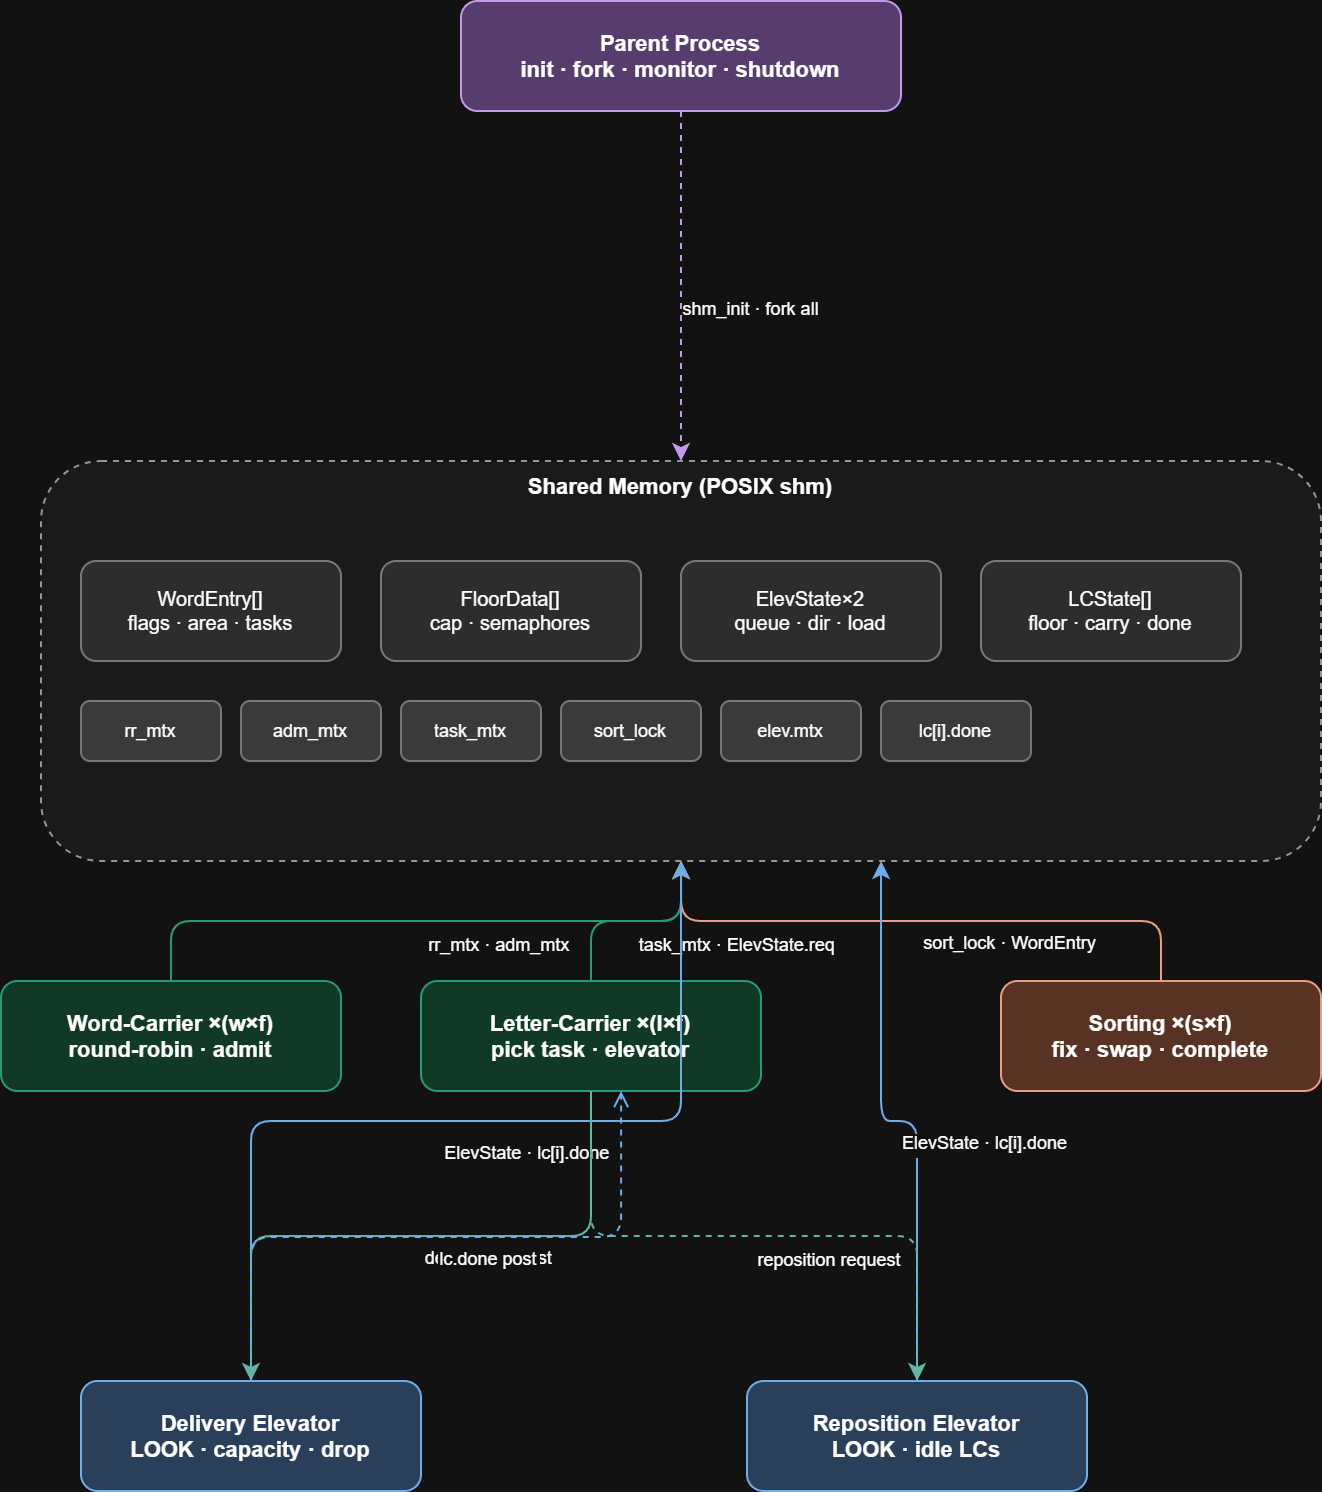 Parent Process
init · fork · monitor · shutdown
shm_init · fork all
Shared Memory (POSIX shm)
WordEntry[]
flags · area · tasks
FloorData[]
cap · semaphores
ElevState×2
queue · dir · load
LCState[]
floor · carry · done
rr_mtx
adm_mtx
task_mtx
sort_lock
elev.mtx
lc[i].done
rr_mtx · adm_mtx
task_mtx · ElevState.req
sort_lock · WordEntry
Word-Carrier ×(w×f)
round-robin · admit
Letter-Carrier ×(l×f)
pick task · elevator
Sorting ×(s×f)
fix · swap · complete
ElevState · lc[i].done
ElevState · lc[i].done
lc.done post
reposition request
Delivery Elevator
LOOK · capacity · drop
Reposition Elevator
LOOK · idle LCs